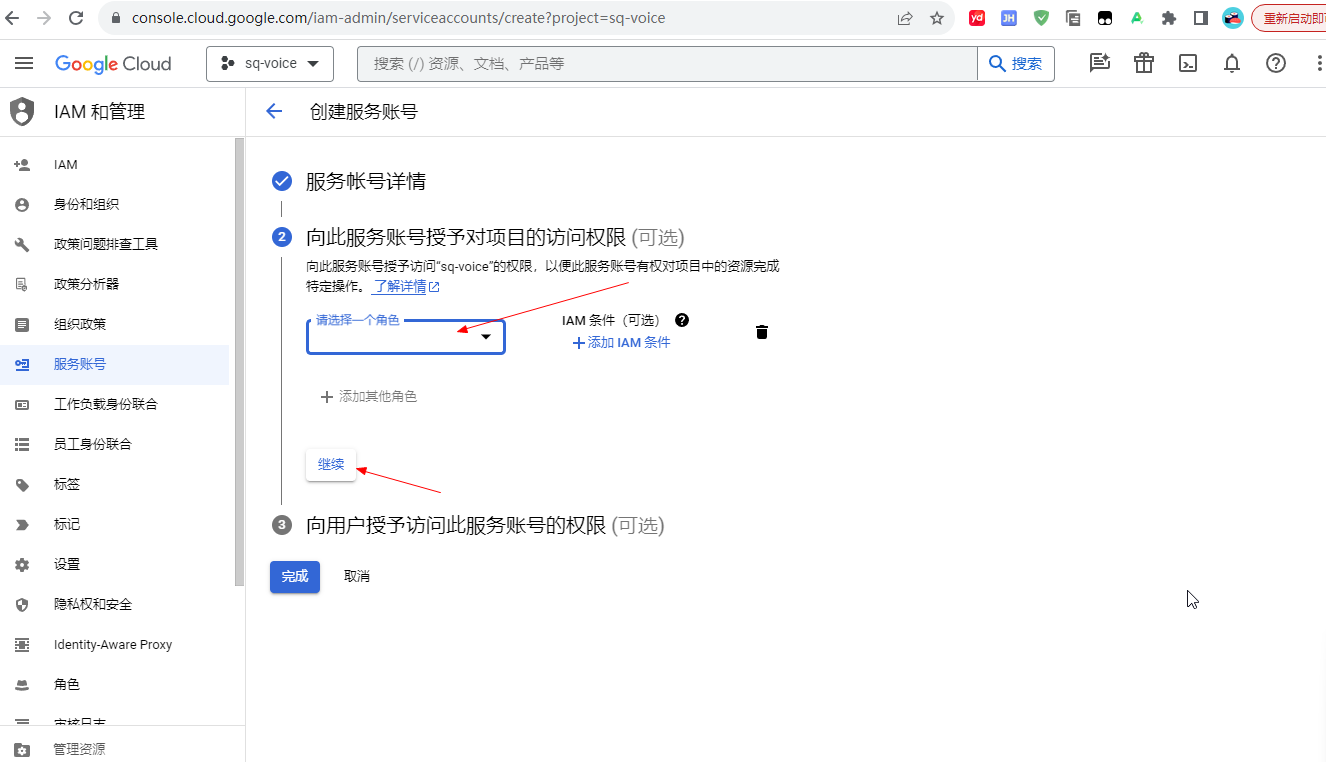 console.cloud.google.com/iam-admin/serviceaccounts/create?project=sq-voice
yd
JH
重新启动即可
Google Cloud
sq-voice
搜索 (/) 资源、文档、产品等
搜索
IAM 和管理
创建服务账号
IAM
身份和组织
政策问题排查工具
政策分析器
组织政策
服务账号
工作负载身份联合
员工身份联合
标签
标记
设置
隐私权和安全
Identity-Aware Proxy
角色
审核日志
管理资源
服务帐号详情
2
向此服务账号授予对项目的访问权限 (可选)
向此服务账号授予访问“sq-voice”的权限，以便此服务账号有权对项目中的资源完成
特定操作。 了解详情
请选择一个角色
IAM 条件（可选）
添加 IAM 条件
添加其他角色
继续
3
向用户授予访问此服务账号的权限 (可选)
完成
取消